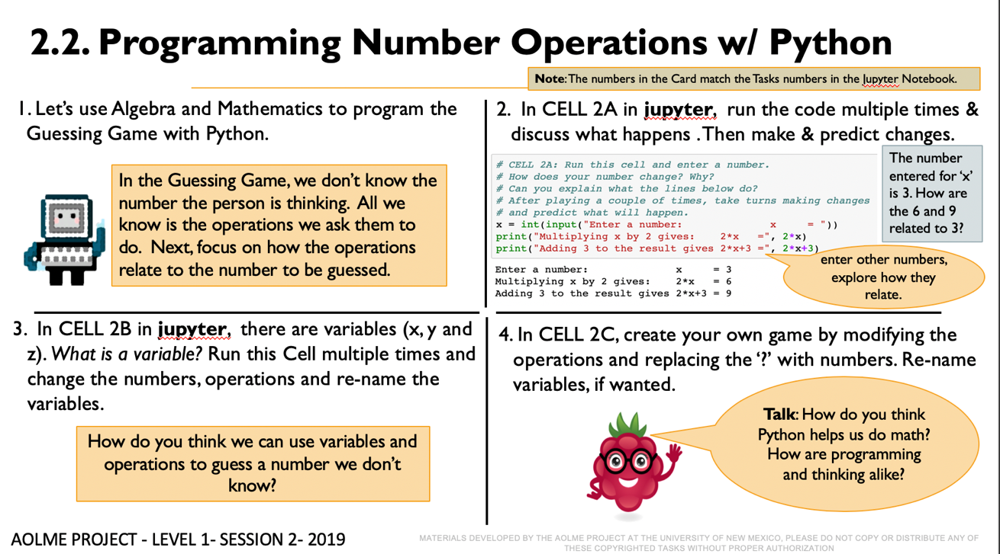 2.2. Programming Number Operations w/ Python
Note: The numbers in the Card match the Tasks numbers in the Jupyter Notebook.
1. Let's use Algebra and Mathematics to program the
Guessing Game with Python.
In the Guessing Game, we don't know the
number the person is thinking. All we
know is the operations we ask them to
do. Next, focus on how the operations
relate to the number to be guessed.
2. In CELL 2A in jupyter, run the code multiple times &
discuss what happens . Then make & predict changes.
# CELL 2A: Run this cell and enter a number.
# How does your number change? Why?
# Can you explain what the lines below do?
# After playing a couple of times, take turns making changes
# and predict what will happen.
x = int(input("Enter a number:                x      = "))
print("Multiplying x by 2 gives:     2*x   =", 2*x)
print("Adding 3 to the result gives 2*x+3 =", 2*x+3)
Enter a number:                x      = 3
Multiplying x by 2 gives:     2*x   = 6
Adding 3 to the result gives 2*x+3 = 9
The number
entered for 'x'
is 3. How are
the 6 and 9
related to 3?
enter other numbers,
explore how they
relate.
3. In CELL 2B in jupyter, there are variables (x, y and
z). What is a variable? Run this Cell multiple times and
change the numbers, operations and re-name the
variables.
How do you think we can use variables and
operations to guess a number we don't
know?
4. In CELL 2C, create your own game by modifying the
operations and replacing the '?' with numbers. Re-name
variables, if wanted.
Talk: How do you think
Python helps us do math?
How are programming
and thinking alike?
AOLME PROJECT - LEVEL 1- SESSION 2- 2019
MATERIALS DEVELOPED BY THE AOLME PROJECT AT THE UNIVERSITY OF NEW MEXICO, PLEASE DO NOT COPY OR DISTRIBUTE ANY OF
THESE COPYRIGHTED TASKS WITHOUT PROPER AUTHORIZATION